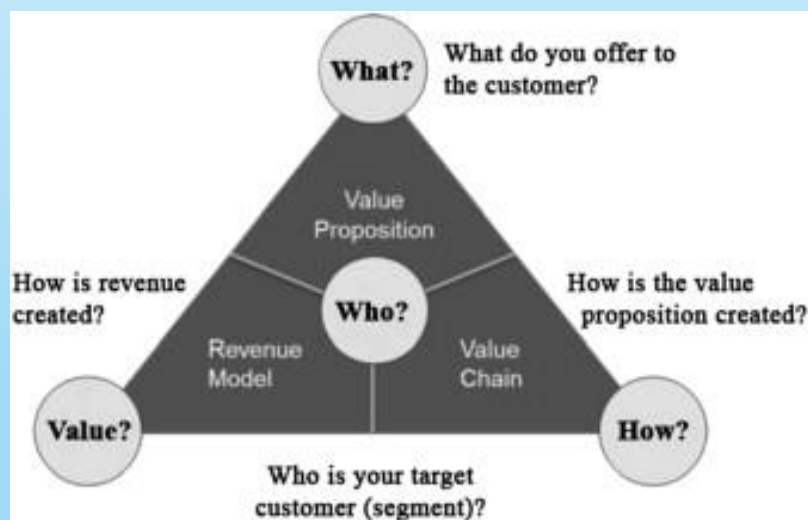 What?
What do you offer to
the customer?
Value
Proposition
How is revenue
created?
Who?
How is the value
proposition created?
Revenue
Model
Value
Chain
Value?
How?
Who is your target
customer (segment)?